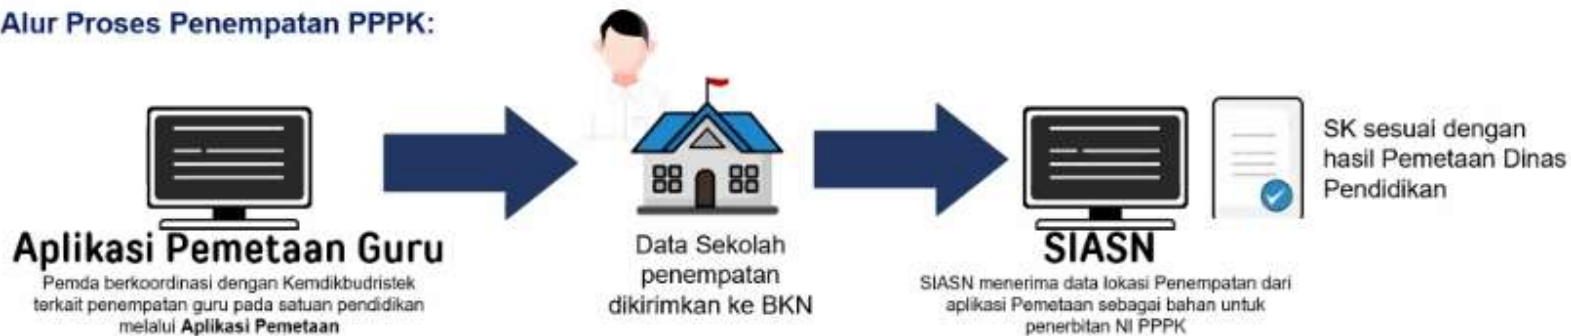 Alur Proses Penempatan PPPK:
Aplikasi Pemetaan Guru
Pemda berkoordinasi dengan Kemdikbudristek
terkait penempatan guru pada satuan pendidikan
melalui Aplikasi Pemetaan
Data Sekolah
penempatan
dikirimkan ke BKN
SIASN
SIASN menerima data lokasi Penempatan dari
aplikasi Pemetaan sebagai bahan untuk
penerbitan NI PPPK
SK sesuai dengan
hasil Pemetaan Dinas
Pendidikan